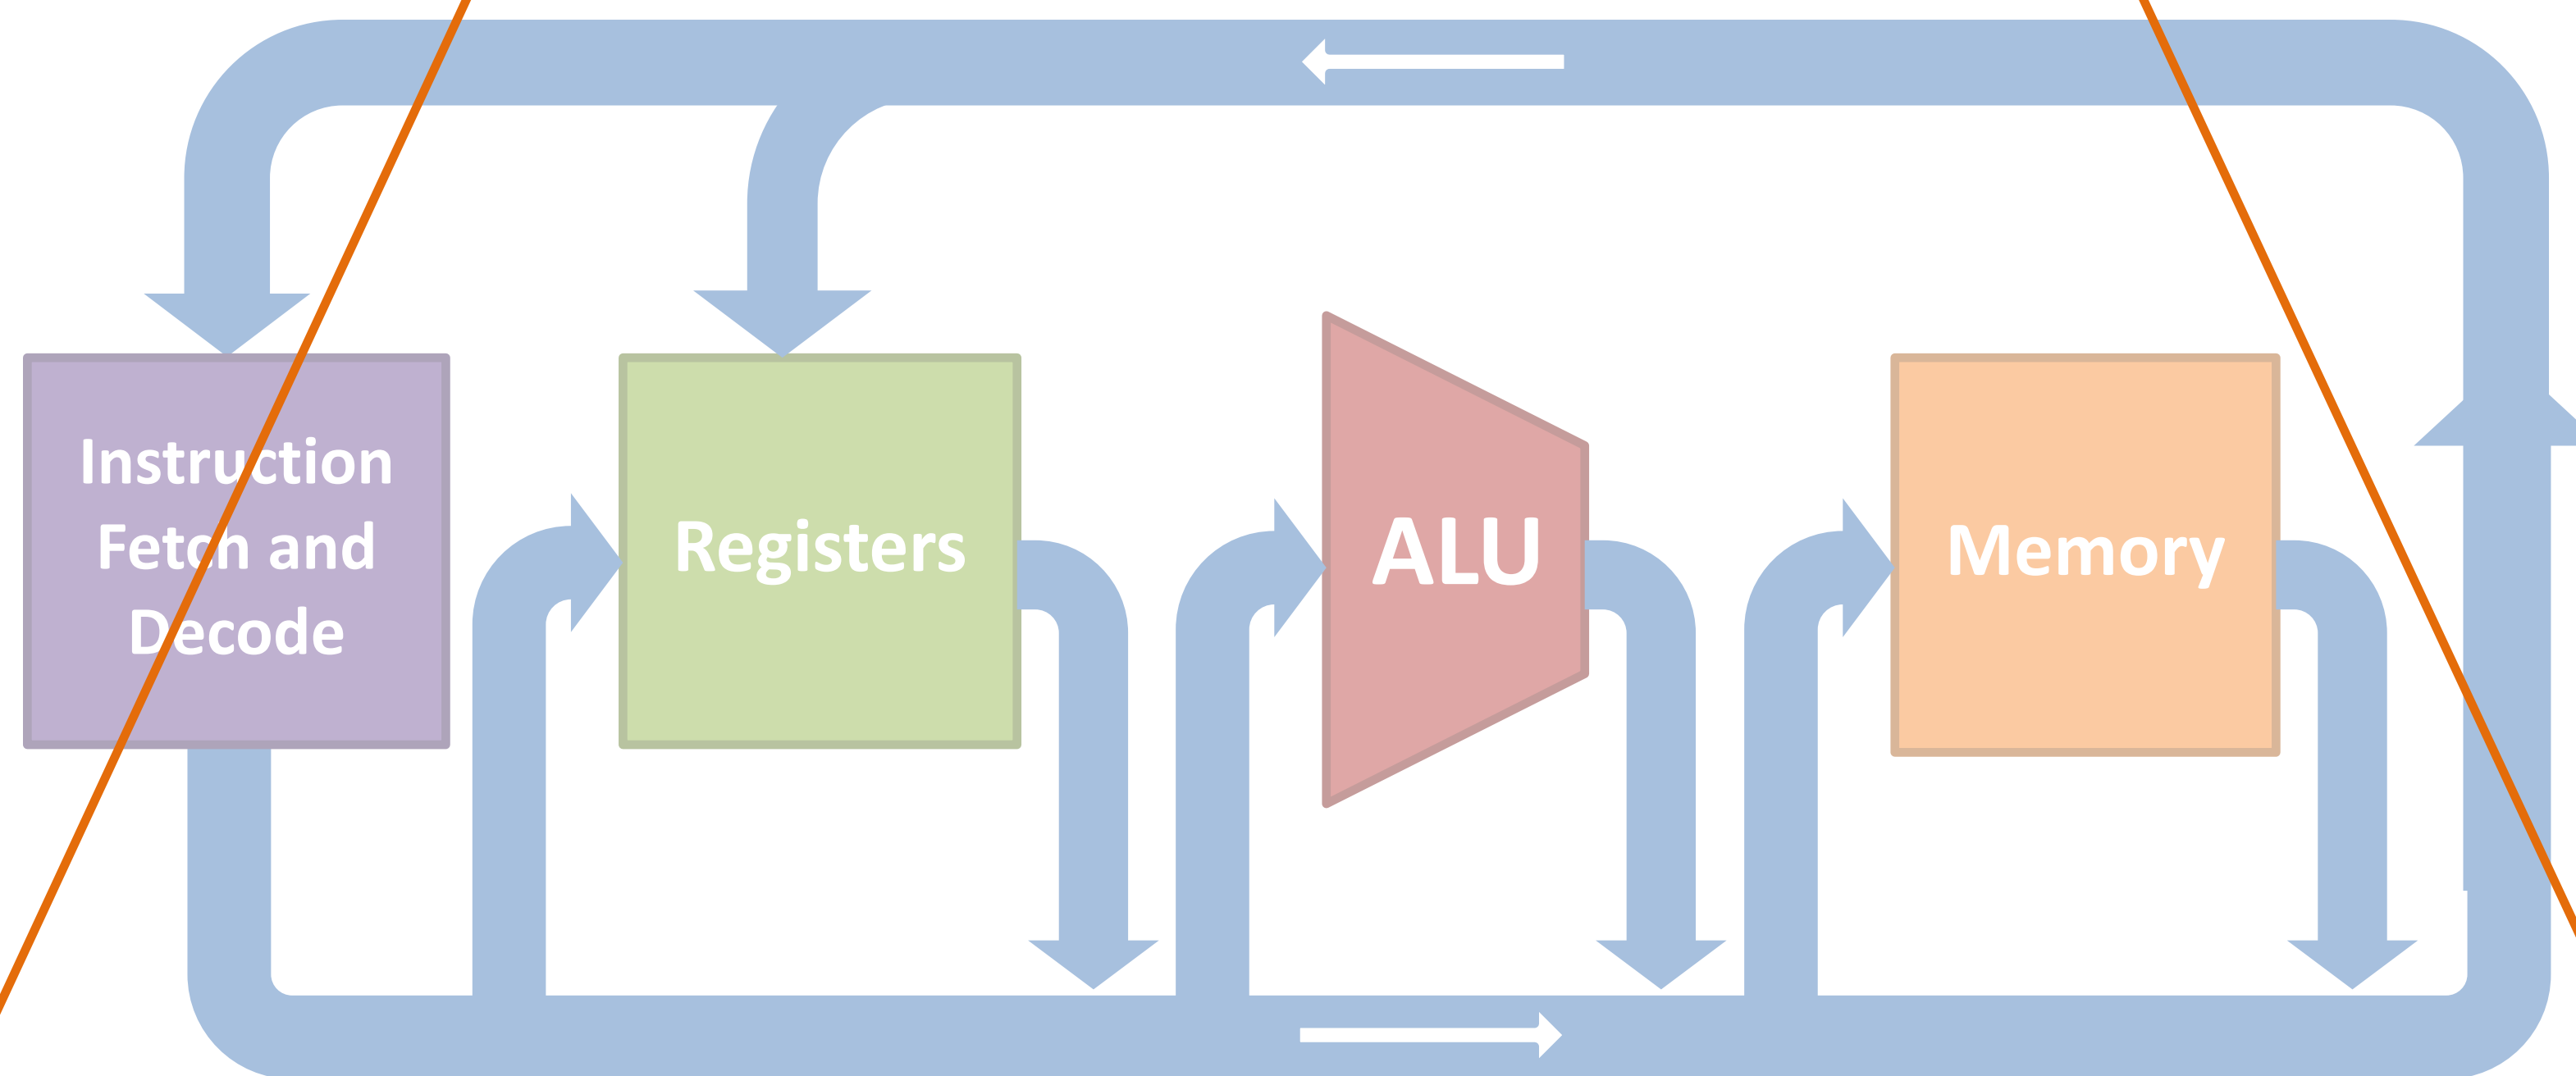 Instruction
Fetch and
Decode
Registers
ALU
Memory